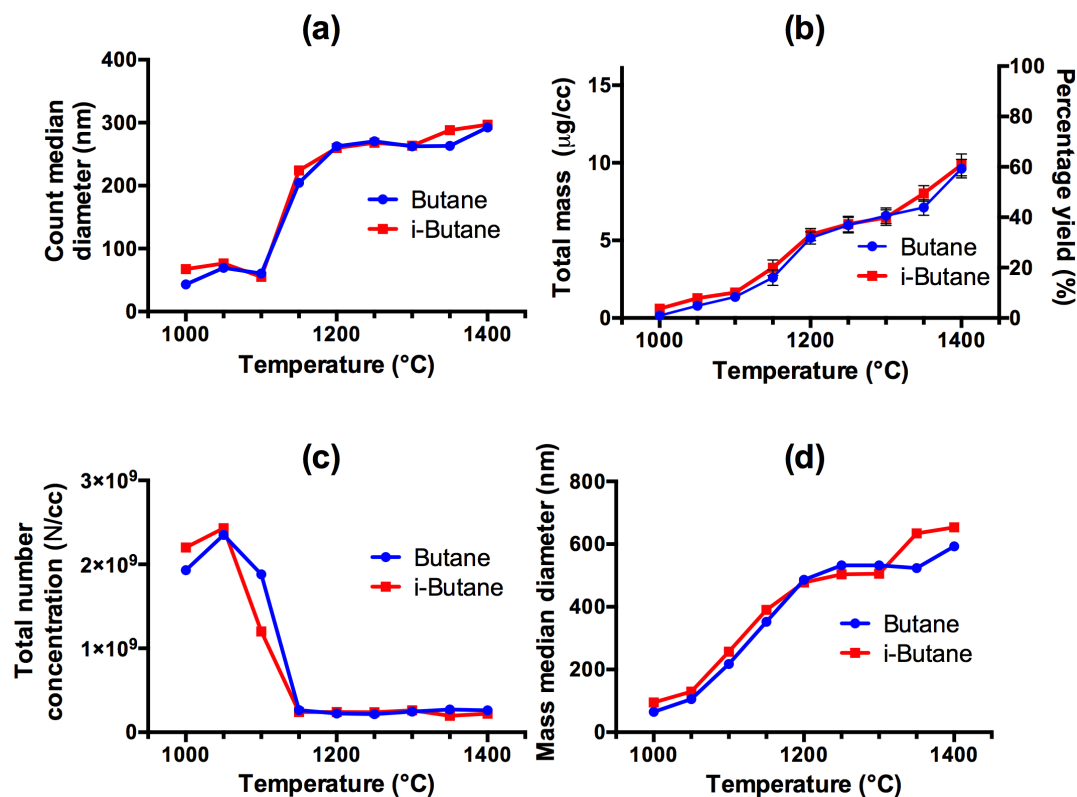 (a)
400
300
200
100
0
Count median
diameter (nm)
Butane
i-Butane
1000
1200
1400
Temperature (°C)
(b)
15
10
5
0
Total mass (µg/cc)
100
80
60
40
20
0
Percentage yield (%)
Butane
i-Butane
1000
1200
1400
Temperature (°C)
(c)
3×10⁹
2×10⁹
1×10⁹
0
Total number
concentration (N/cc)
Butane
i-Butane
1000
1200
1400
Temperature (°C)
(d)
800
600
400
200
0
Mass median diameter (nm)
Butane
i-Butane
1000
1200
1400
Temperature (°C)